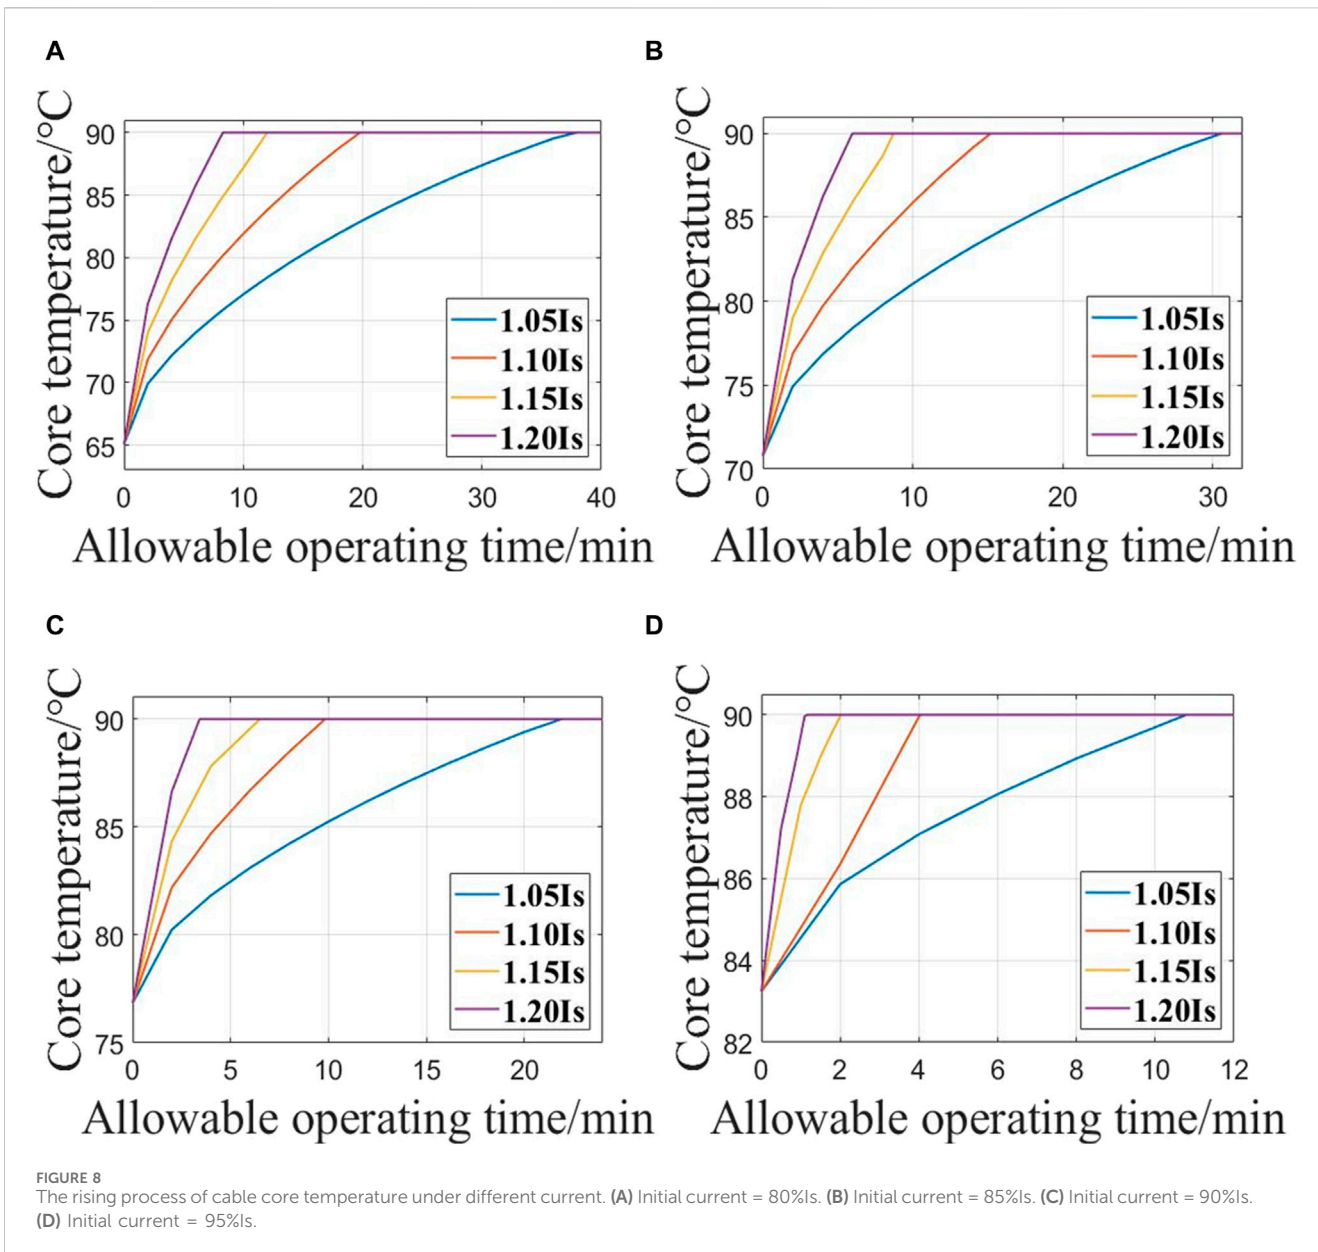 A
Core temperature/°C
90
85
80
75
70
65
0 10 20 30 40
1.05Is
1.10Is
1.15Is
1.20Is
Allowable operating time/min
B
Core temperature/°C
90
85
80
75
70
0 10 20 30
1.05Is
1.10Is
1.15Is
1.20Is
Allowable operating time/min
C
Core temperature/°C
90
85
80
75
0 5 10 15 20
1.05Is
1.10Is
1.15Is
1.20Is
Allowable operating time/min
D
Core temperature/°C
90
88
86
84
82
0 2 4 6 8 10 12
1.05Is
1.10Is
1.15Is
1.20Is
Allowable operating time/min
FIGURE 8
The rising process of cable core temperature under different current. (A) Initial current = 80%Is. (B) Initial current = 85%Is. (C) Initial current = 90%Is.
(D) Initial current = 95%Is.